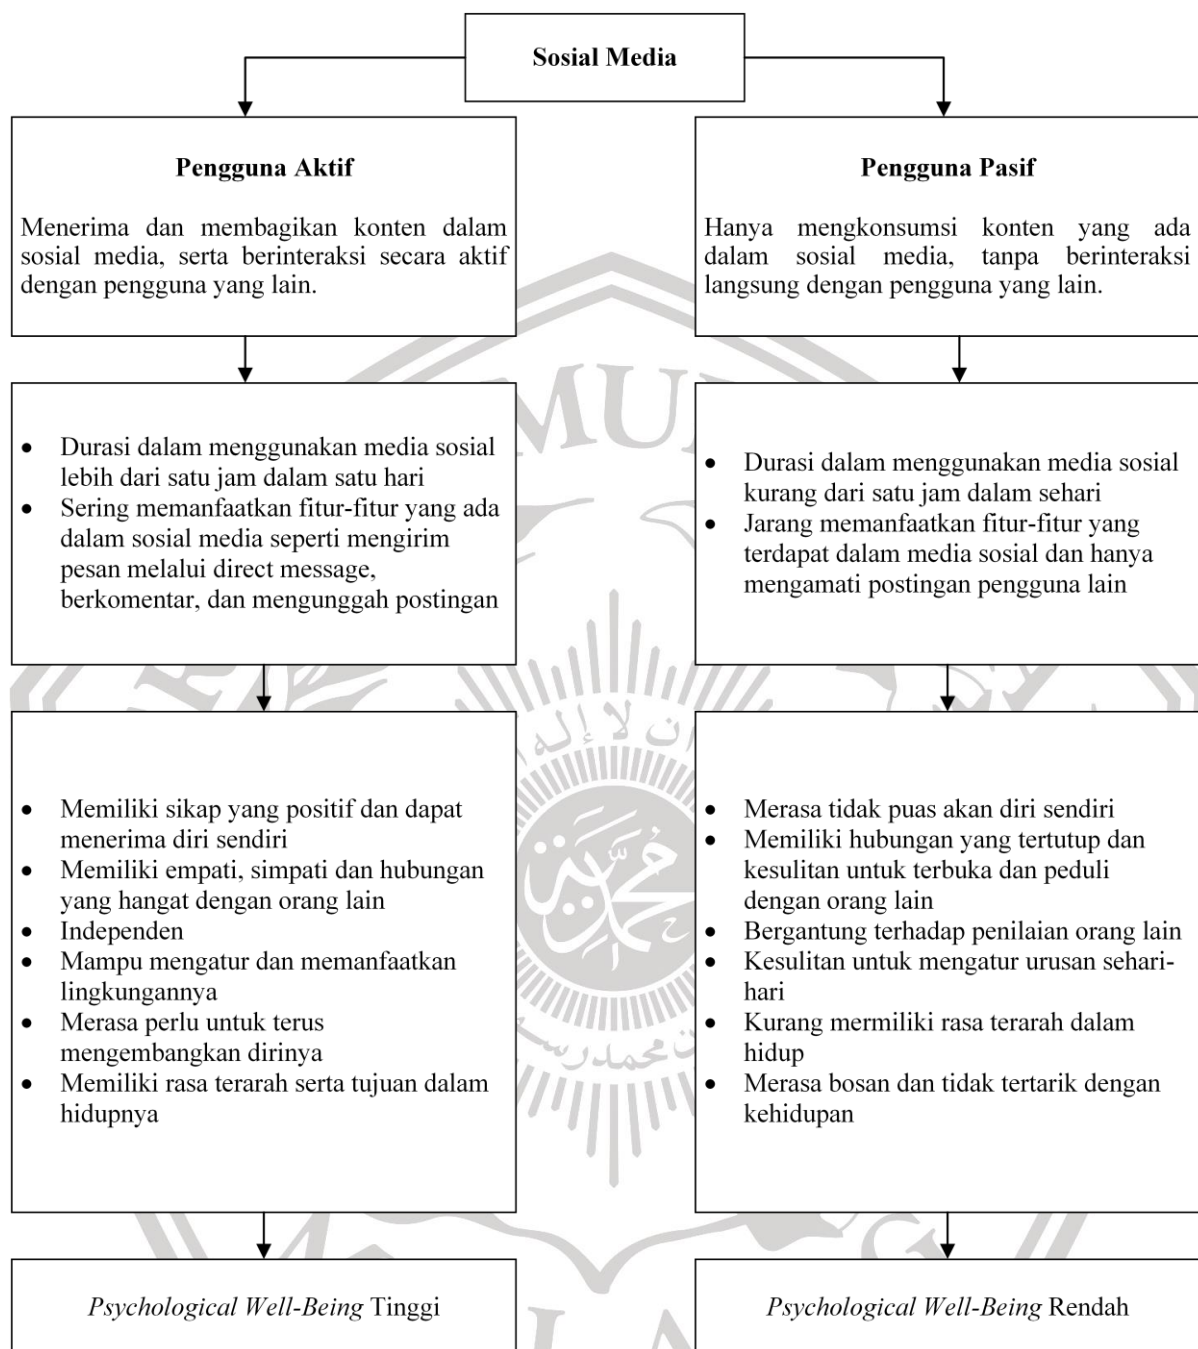 Sosial Media
Pengguna Aktif
Menerima dan membagikan konten dalam
sosial media, serta berinteraksi secara aktif
dengan pengguna yang lain.
Pengguna Pasif
Hanya mengkonsumsi konten yang ada
dalam sosial media, tanpa berinteraksi
langsung dengan pengguna yang lain.
• Durasi dalam menggunakan media sosial
lebih dari satu jam dalam satu hari
• Sering memanfaatkan fitur-fitur yang ada
dalam sosial media seperti mengirim
pesan melalui direct message,
berkomentar, dan mengunggah postingan
• Durasi dalam menggunakan media sosial
kurang dari satu jam dalam sehari
• Jarang memanfaatkan fitur-fitur yang
terdapat dalam media sosial dan hanya
mengamati postingan pengguna lain
• Memiliki sikap yang positif dan dapat
menerima diri sendiri
• Memiliki empati, simpati dan hubungan
yang hangat dengan orang lain
• Independen
• Mampu mengatur dan memanfaatkan
lingkungannya
• Merasa perlu untuk terus
mengembangkan dirinya
• Memiliki rasa terarah serta tujuan dalam
hidupnya
• Merasa tidak puas akan diri sendiri
• Memiliki hubungan yang tertutup dan
kesulitan untuk terbuka dan peduli
dengan orang lain
• Bergantung terhadap penilaian orang lain
• Kesulitan untuk mengatur urusan sehari-
hari
• Kurang mermiliki rasa terarah dalam
hidup
• Merasa bosan dan tidak tertarik dengan
kehidupan
Psychological Well-Being Tinggi
Psychological Well-Being Rendah